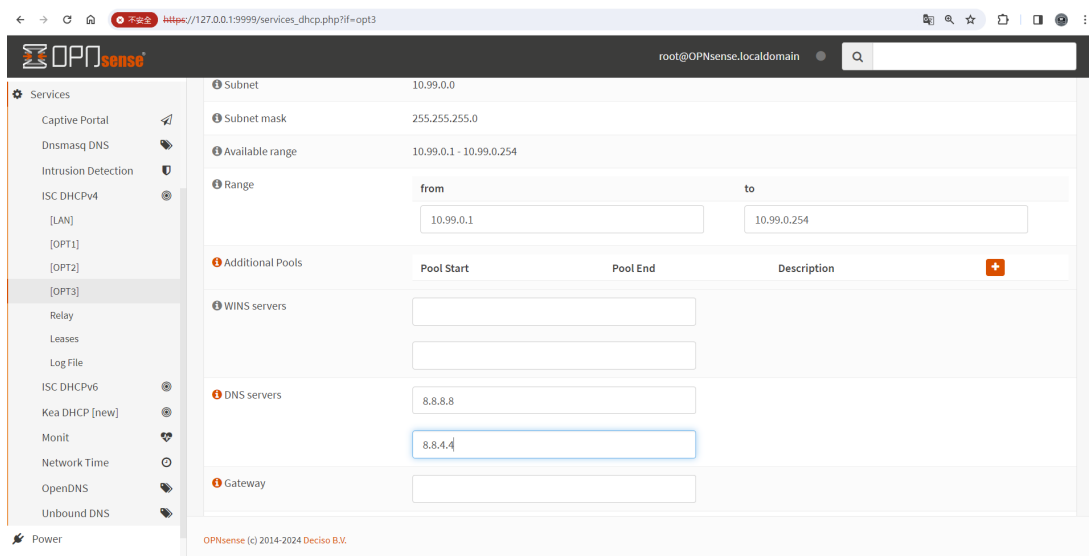 不安全 https://127.0.0.1:9999/services_dhcp.php?if=opt3
OPNsense
root@OPNsense.localdomain
Services
Captive Portal
Dnsmasq DNS
Intrusion Detection
ISC DHCPv4
[LAN]
[OPT1]
[OPT2]
[OPT3]
Relay
Leases
Log File
ISC DHCPv6
Kea DHCP [new]
Monit
Network Time
OpenDNS
Unbound DNS
Power
Subnet 10.99.0.0
Subnet mask 255.255.255.0
Available range 10.99.0.1 - 10.99.0.254
Range from to
10.99.0.1 10.99.0.254
Additional Pools Pool Start Pool End Description
WINS servers
DNS servers 8.8.8.8
8.8.4.4
Gateway
OPNsense (c) 2014-2024 Deciso B.V.